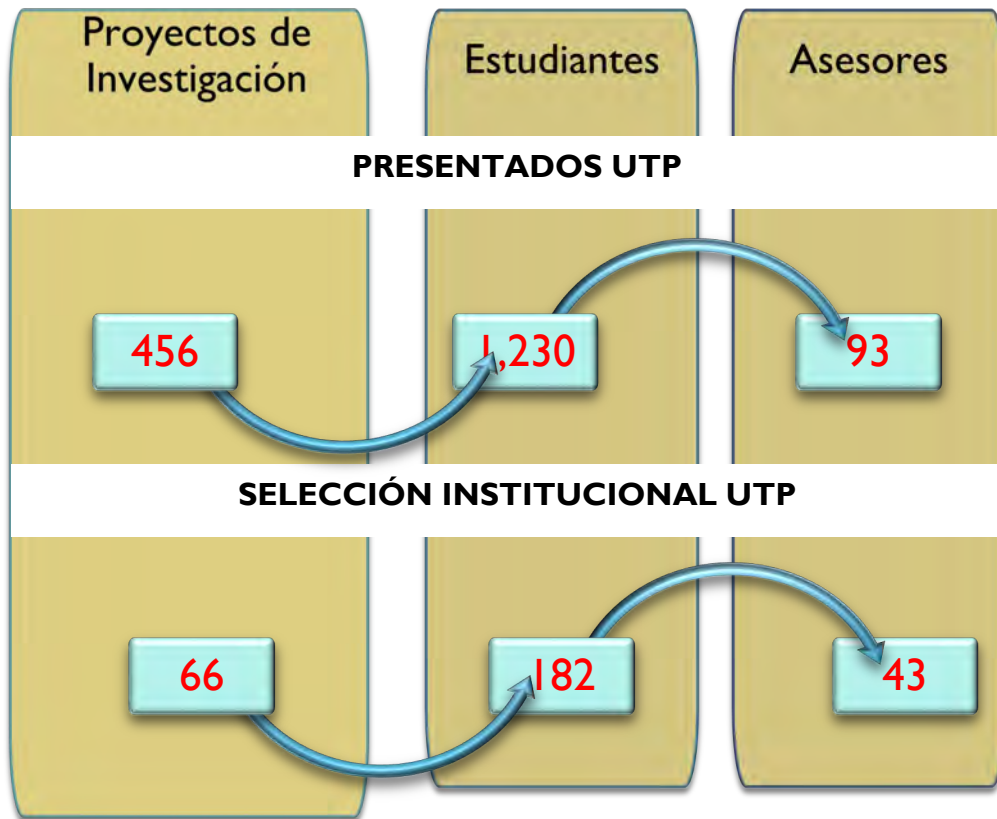 Proyectos de
Investigación
Estudiantes
Asesores
PRESENTADOS UTP
456
1,230
93
SELECCIÓN INSTITUCIONAL UTP
66
182
43